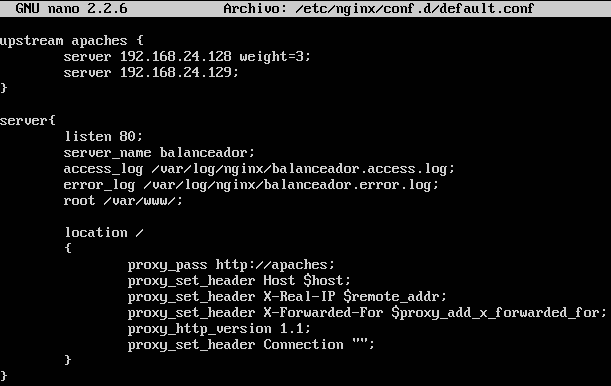 GNU nano 2.2.6 Archivo: /etc/nginx/conf.d/default.conf
upstream apaches {
server 192.168.24.128 weight=3;
server 192.168.24.129;
}
server{
listen 80;
server_name balanceador;
access_log /var/log/nginx/balanceador.access.log;
error_log /var/log/nginx/balanceador.error.log;
root /var/www/;
location /
{
proxy_pass http://apaches;
proxy_set_header Host $host;
proxy_set_header X-Real-IP $remote_addr;
proxy_set_header X-Forwarded-For $proxy_add_x_forwarded_for;
proxy_http_version 1.1;
proxy_set_header Connection "";
}
}